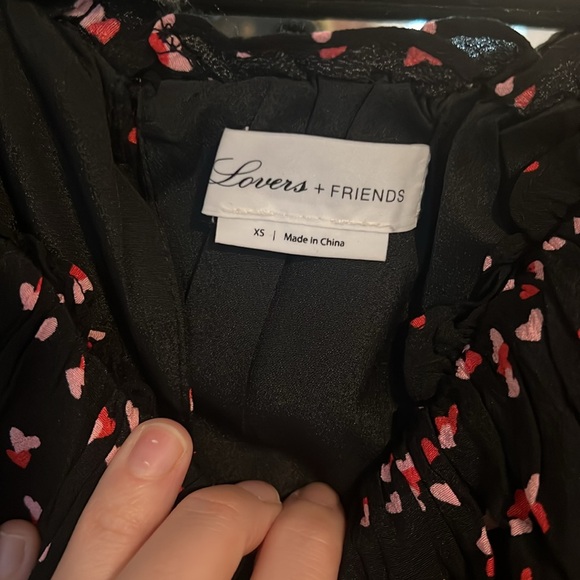 Lovers + FRIENDS
XS | Made in China